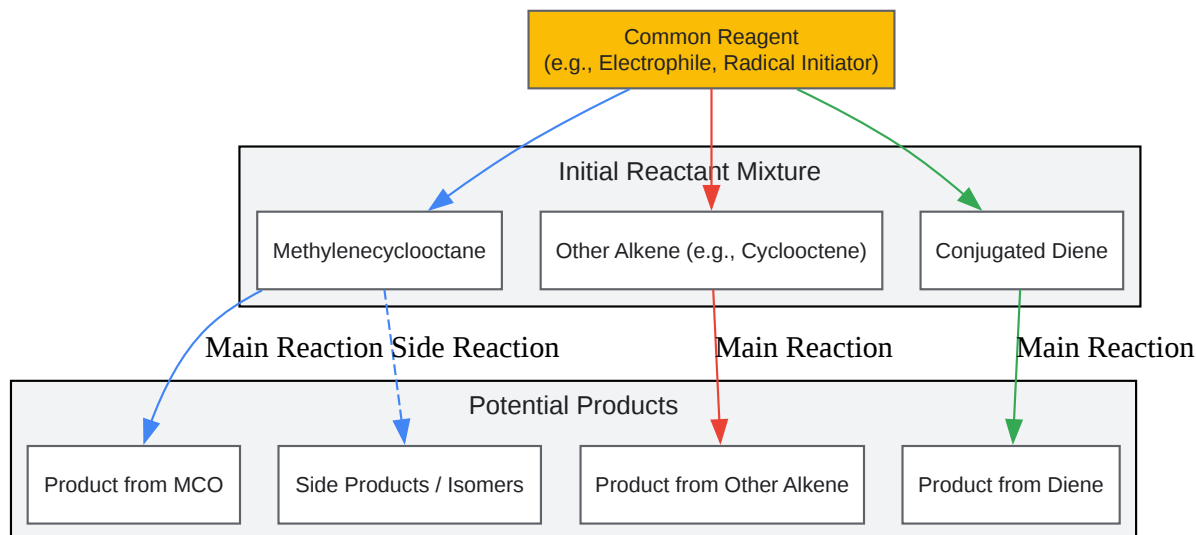 Common Reagent
(e.g., Electrophile, Radical Initiator)
Initial Reactant Mixture
Methylenecyclooctane
Other Alkene (e.g., Cyclooctene)
Conjugated Diene
Main Reaction
Side Reaction
Main Reaction
Main Reaction
Potential Products
Product from MCO
Side Products / Isomers
Product from Other Alkene
Product from Diene